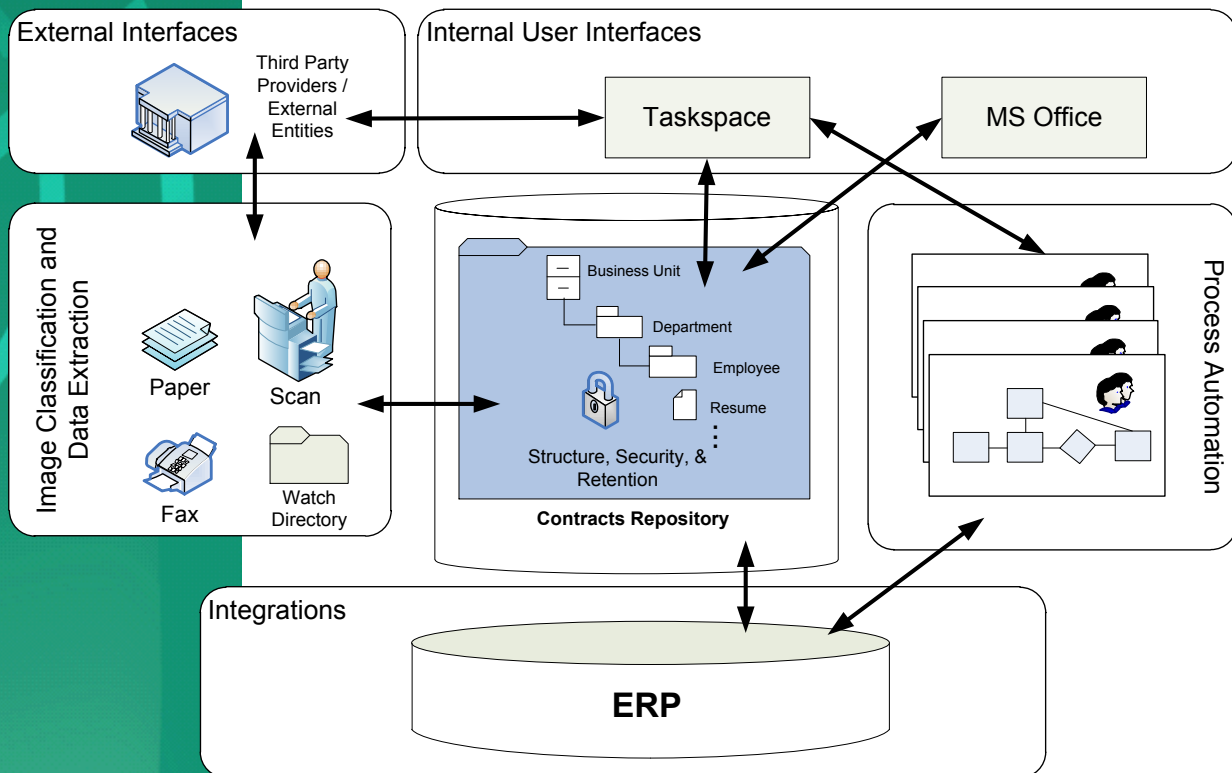 External Interfaces
Third Party
Providers /
External
Entities
Internal User Interfaces
Taskspace
MS Office
Image Classification and
Data Extraction
Paper
Scan
Fax
Watch
Directory
Business Unit
Department
Employee
Resume
Structure, Security, &
Retention
Contracts Repository
Process Automation
Integrations
ERP